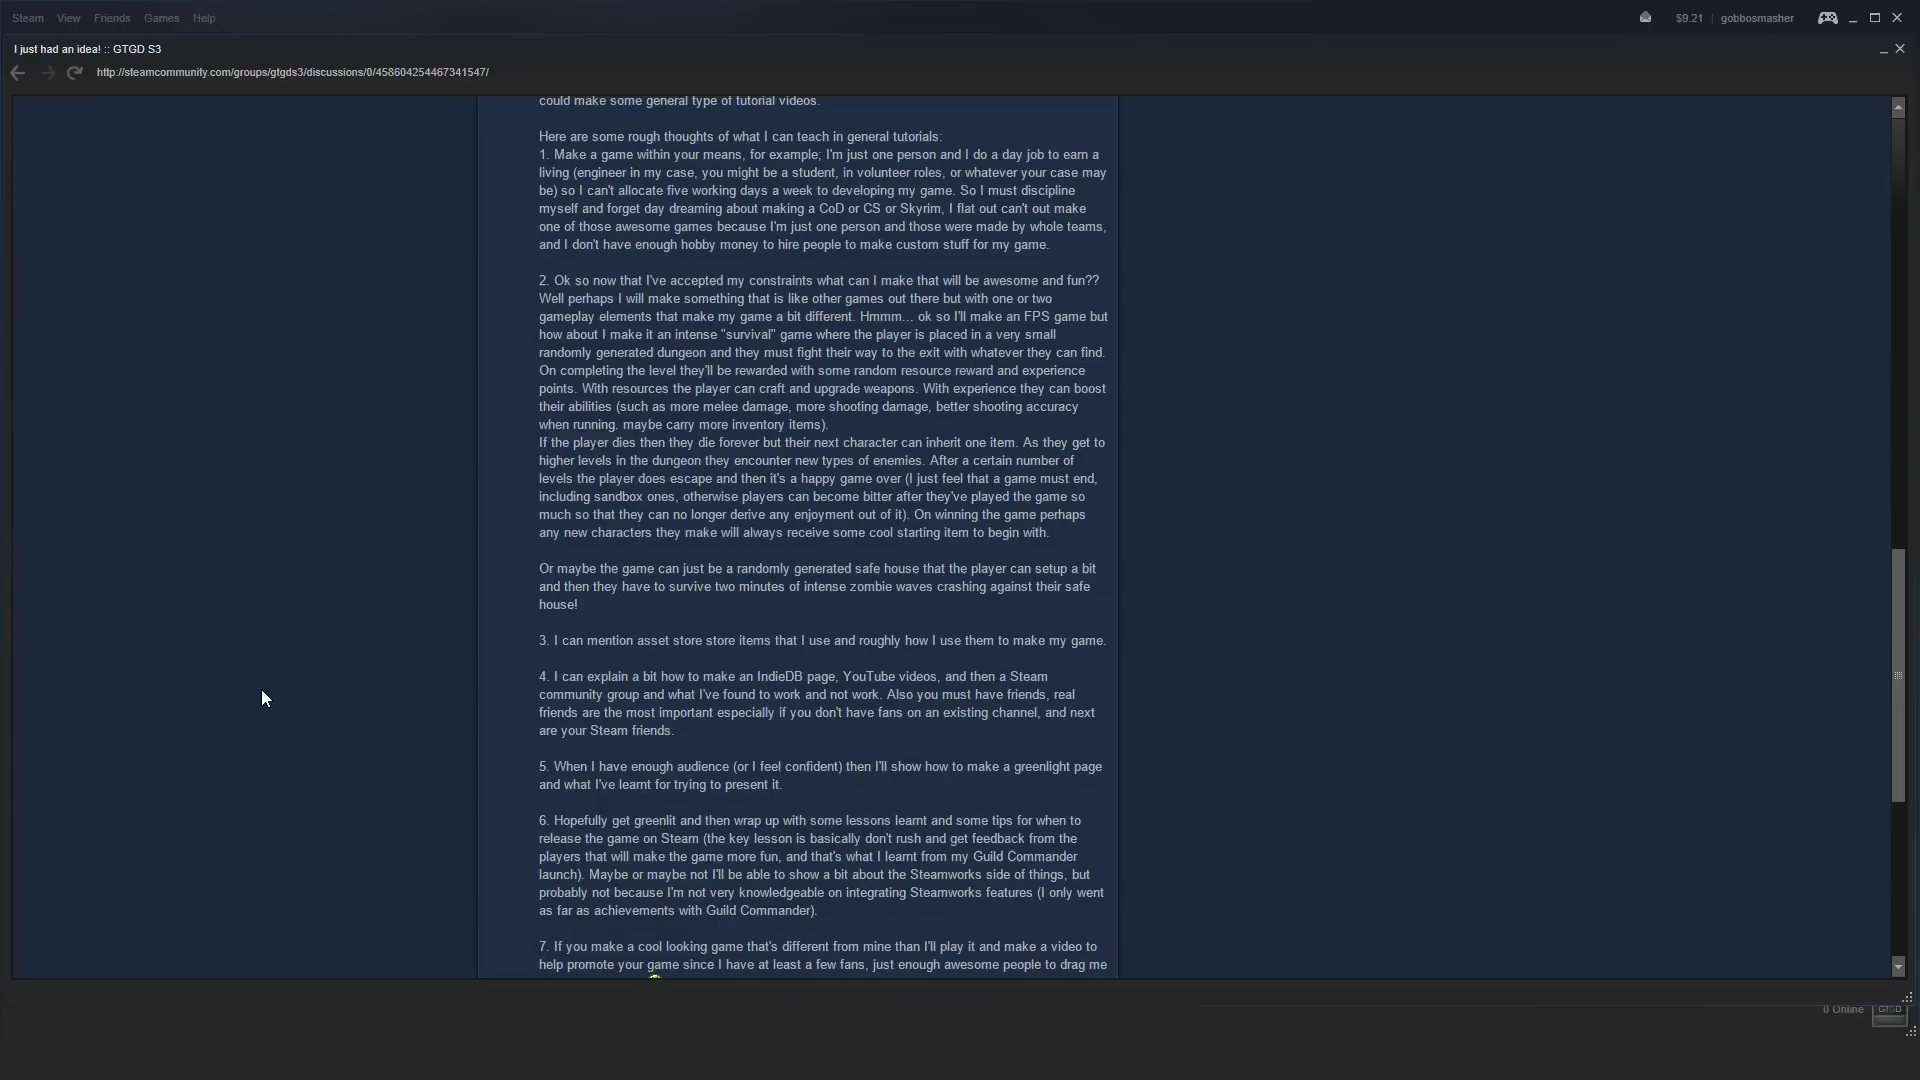 Steam View Friends Games Help $9.21 | gobbosmasher
I just had an idea! :: GTGD S3
http://steamcommunity.com/groups/gtgds3/discussions/0/458604254467341547/
could make some general type of tutorial videos.
Here are some rough thoughts of what I can teach in general tutorials:
1. Make a game within your means, for example; I'm just one person and I do a day job to earn a
living (engineer in my case, you might be a student, in volunteer roles, or whatever your case may
be) so I can't allocate five working days a week to developing my game. So I must discipline
myself and forget day dreaming about making a CoD or CS or Skyrim, I flat out can't out make
one of those awesome games because I'm just one person and those were made by whole teams,
and I don't have enough hobby money to hire people to make custom stuff for my game.
2. Ok so now that I've accepted my constraints what can I make that will be awesome and fun??
Well perhaps I will make something that is like other games out there but with one or two
gameplay elements that make my game a bit different. Hmmm... ok so I'll make an FPS game but
how about I make it an intense "survival" game where the player is placed in a very small
randomly generated dungeon and they must fight their way to the exit with whatever they can find.
On completing the level they'll be rewarded with some random resource reward and experience
points. With resources the player can craft and upgrade weapons. With experience they can boost
their abilities (such as more melee damage, more shooting damage, better shooting accuracy
when running. maybe carry more inventory items).
If the player dies then they die forever but their next character can inherit one item. As they get to
higher levels in the dungeon they encounter new types of enemies. After a certain number of
levels the player does escape and then it's a happy game over (I just feel that a game must end,
including sandbox ones, otherwise players can become bitter after they've played the game so
much so that they can no longer derive any enjoyment out of it). On winning the game perhaps
any new characters they make will always receive some cool starting item to begin with.
Or maybe the game can just be a randomly generated safe house that the player can setup a bit
and then they have to survive two minutes of intense zombie waves crashing against their safe
house!
3. I can mention asset store store items that I use and roughly how I use them to make my game.
4. I can explain a bit how to make an IndieDB page, YouTube videos, and then a Steam
community group and what I've found to work and not work. Also you must have friends, real
friends are the most important especially if you don't have fans on an existing channel, and next
are your Steam friends.
5. When I have enough audience (or I feel confident) then I'll show how to make a greenlight page
and what I've learnt for trying to present it.
6. Hopefully get greenlit and then wrap up with some lessons learnt and some tips for when to
release the game on Steam (the key lesson is basically don't rush and get feedback from the
players that will make the game more fun, and that's what I learnt from my Guild Commander
launch). Maybe or maybe not I'll be able to show a bit about the Steamworks side of things, but
probably not because I'm not very knowledgeable on integrating Steamworks features (I only went
as far as achievements with Guild Commander).
7. If you make a cool looking game that's different from mine than I'll play it and make a video to
help promote your game since I have at least a few fans, just enough awesome people to drag me
0 Online GTGD